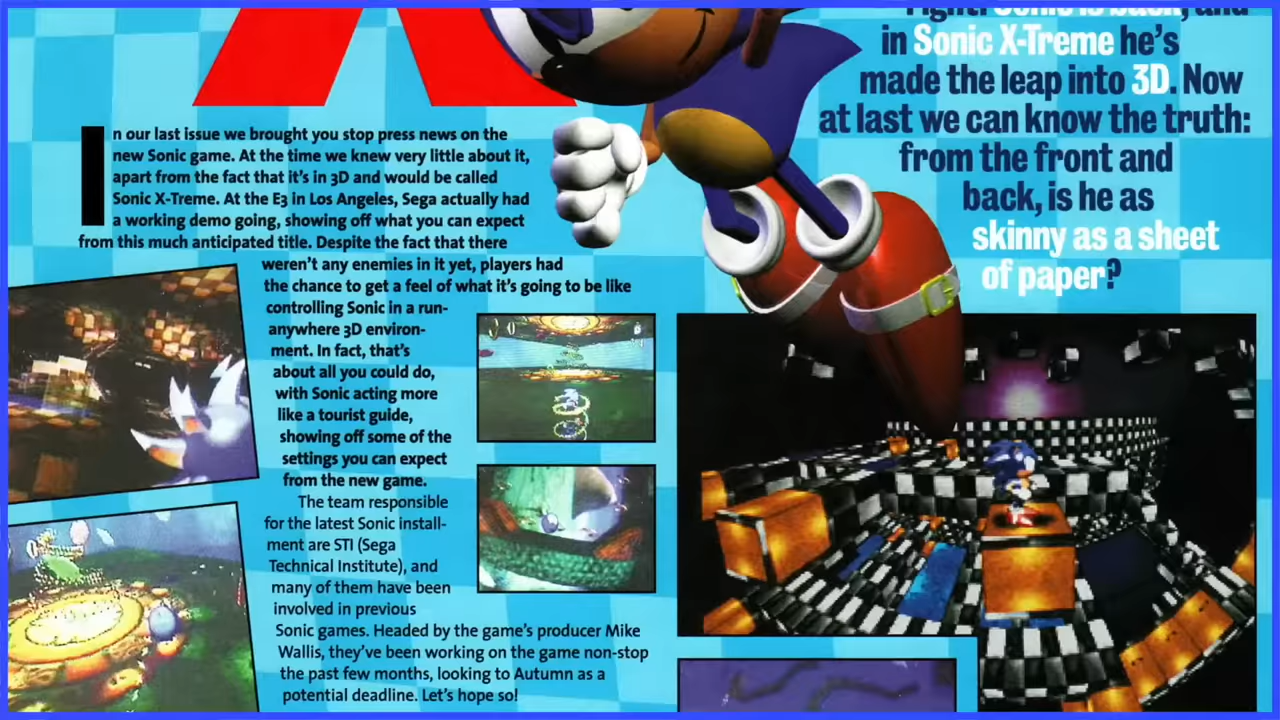 Sonic is back, and
in Sonic X-Treme he's
made the leap into 3D. Now
at last we can know the truth:
from the front and
back, is he as
skinny as a sheet
of paper?
In our last issue we brought you stop press news on the
new Sonic game. At the time we knew very little about it,
apart from the fact that it's in 3D and would be called
Sonic X-Treme. At the E3 in Los Angeles, Sega actually had
a working demo going, showing off what you can expect
from this much anticipated title. Despite the fact that there
weren't any enemies in it yet, players had
the chance to get a feel of what it's going to be like
controlling Sonic in a run-
anywhere 3D environ-
ment. In fact, that's
about all you could do,
with Sonic acting more
like a tourist guide,
showing off some of the
settings you can expect
from the new game.
The team responsible
for the latest Sonic install-
ment are STI (Sega
Technical Institute), and
many of them have been
involved in previous
Sonic games. Headed by the game's producer Mike
Wallis, they've been working on the game non-stop
the past few months, looking to Autumn as a
potential deadline. Let's hope so!